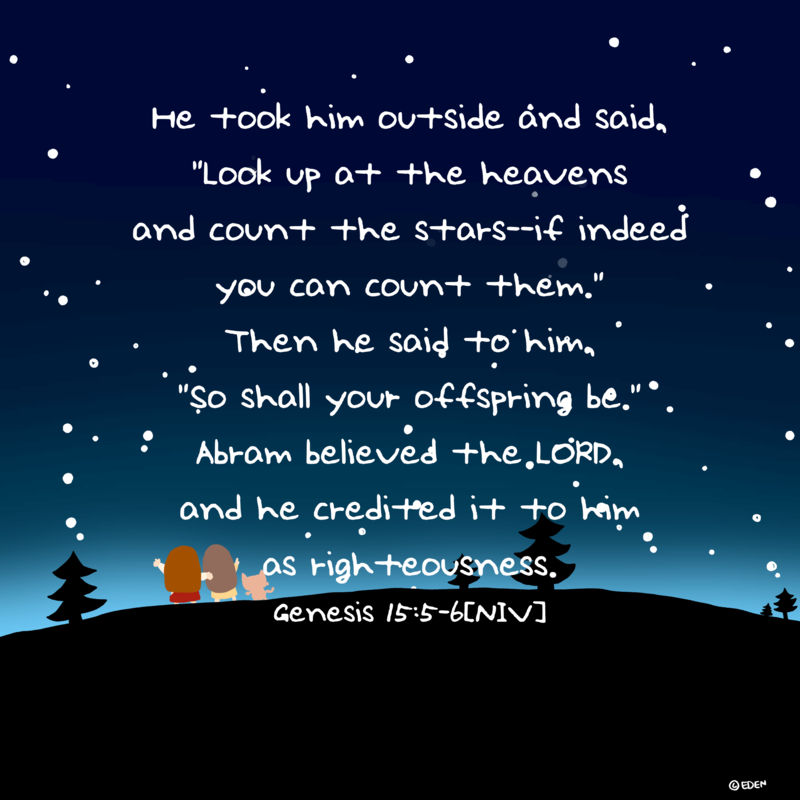 He took him outside and said,
"Look up at the heavens
and count the stars--if indeed
you can count them."
Then he said to him,
"So shall your offspring be."
Abram believed the LORD,
and he credited it to him
as righteousness.
Genesis 15:5-6[NIV]
©EDEN